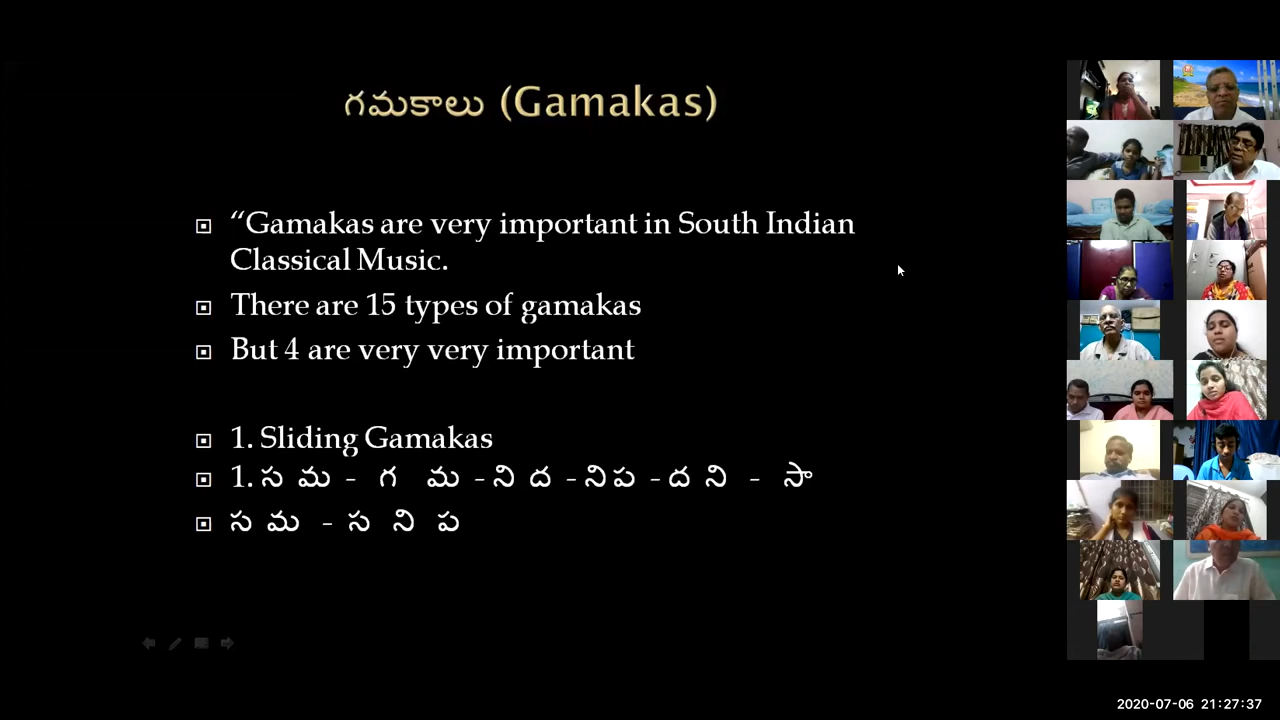 గమకాలు (Gamakas)
“Gamakas are very important in South Indian
Classical Music.
There are 15 types of gamakas
But 4 are very very important
1. Sliding Gamakas
1. స మ - గ మ - ని ద - ని ప - ద ని - సా
స మ - స ని ప
2020-07-06 21:27:37